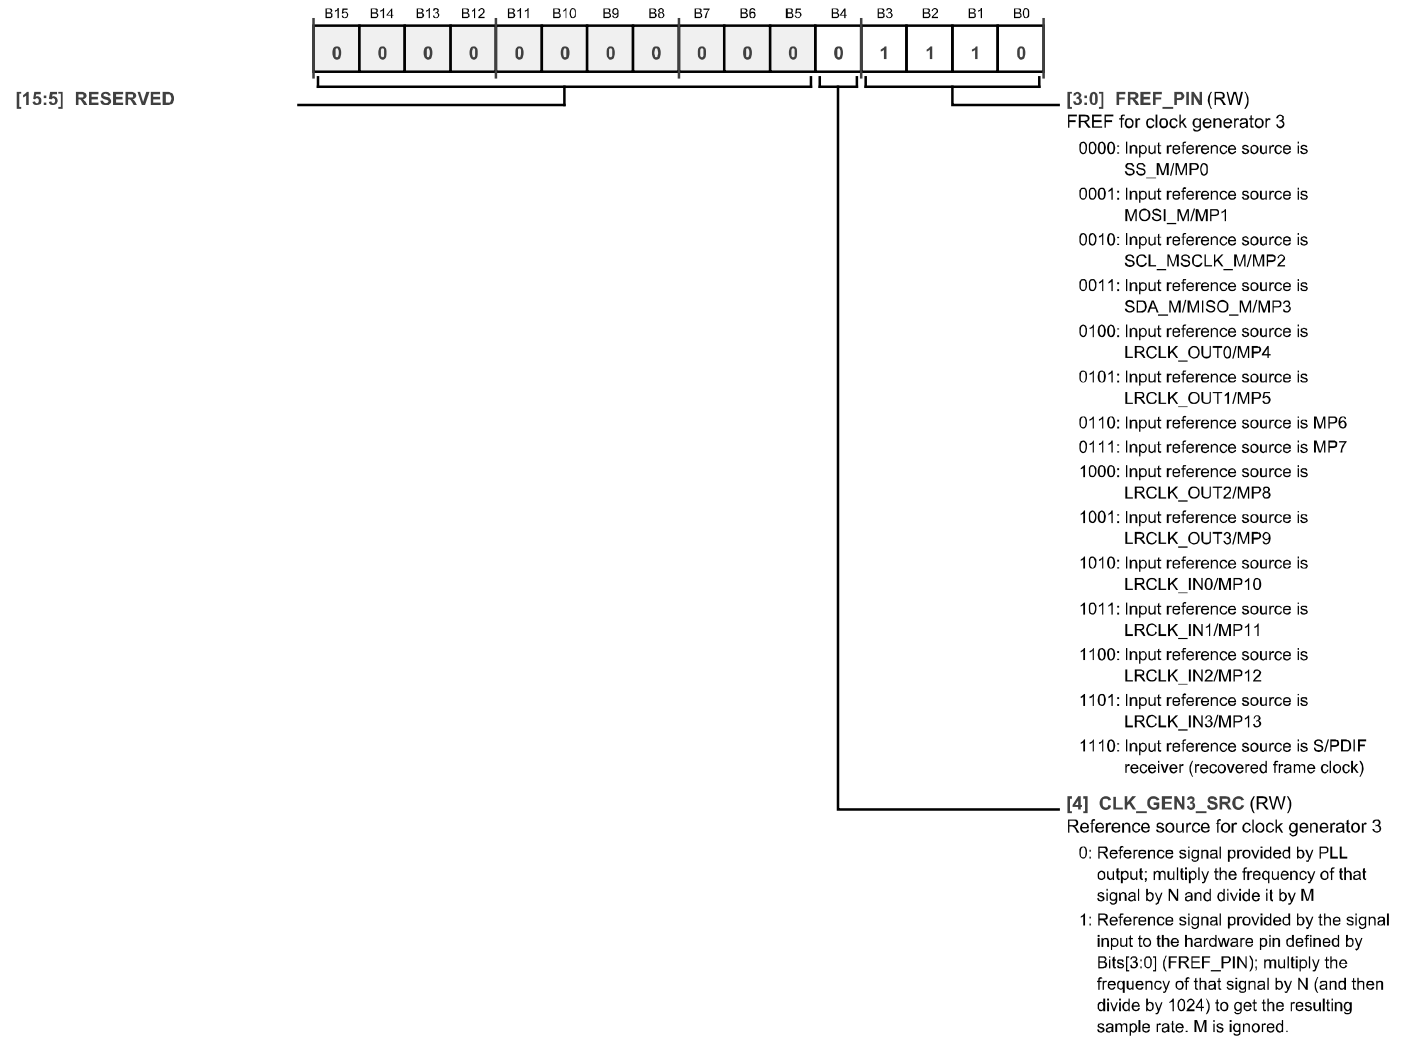 B15 B14 B13 B12 B11 B10 B9 B8 B7 B6 B5 B4 B3 B2 B1 B0
0 0 0 0 0 0 0 0 0 0 0 0 1 1 1 0
[15:5] RESERVED
[3:0] FREF_PIN (RW)
FREF for clock generator 3
0000: Input reference source is
SS_M/MP0
0001: Input reference source is
MOSI_M/MP1
0010: Input reference source is
SCL_MSCLK_M/MP2
0011: Input reference source is
SDA_M/MISO_M/MP3
0100: Input reference source is
LRCLK_OUT0/MP4
0101: Input reference source is
LRCLK_OUT1/MP5
0110: Input reference source is MP6
0111: Input reference source is MP7
1000: Input reference source is
LRCLK_OUT2/MP8
1001: Input reference source is
LRCLK_OUT3/MP9
1010: Input reference source is
LRCLK_IN0/MP10
1011: Input reference source is
LRCLK_IN1/MP11
1100: Input reference source is
LRCLK_IN2/MP12
1101: Input reference source is
LRCLK_IN3/MP13
1110: Input reference source is S/PDIF
receiver (recovered frame clock)
[4] CLK_GEN3_SRC (RW)
Reference source for clock generator 3
0: Reference signal provided by PLL
output; multiply the frequency of that
signal by N and divide it by M
1: Reference signal provided by the signal
input to the hardware pin defined by
Bits[3:0] (FREF_PIN); multiply the
frequency of that signal by N (and then
divide by 1024) to get the resulting
sample rate. M is ignored.